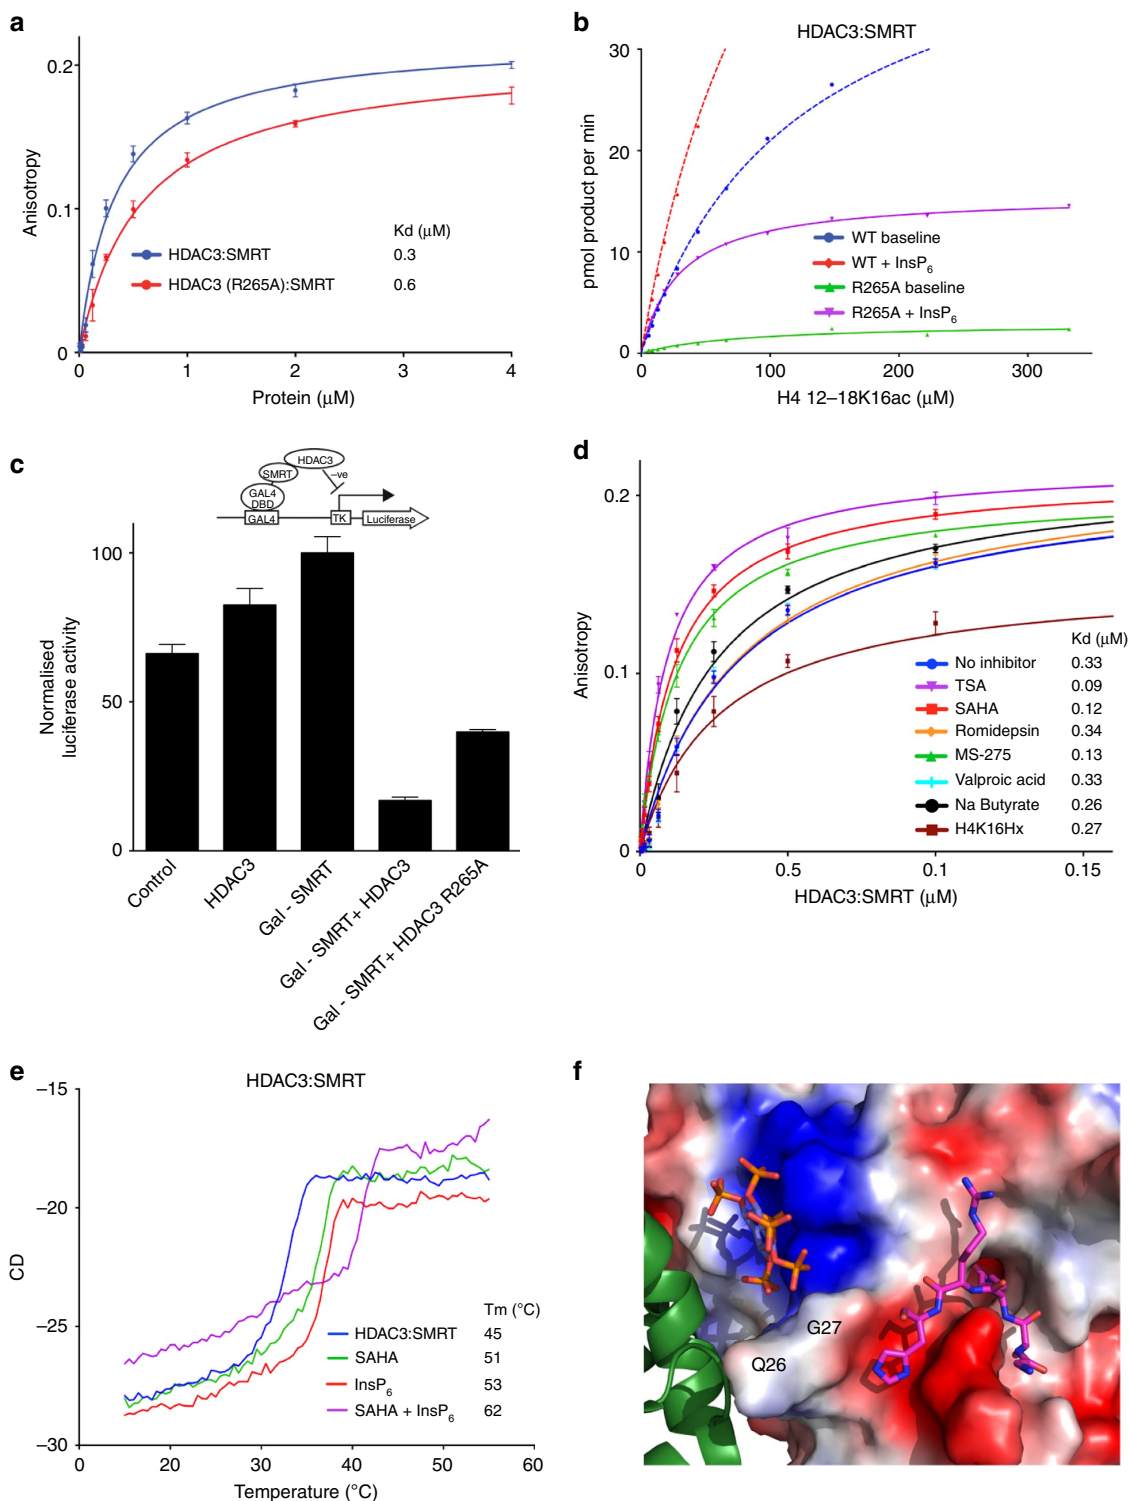 a
0.2
0.1
0
Anisotropy
Kd (μM)
HDAC3:SMRT 0.3
HDAC3 (R265A):SMRT 0.6
0 1 2 3 4
Protein (μM)
b
HDAC3:SMRT
30
20
10
0
pmol product per min
WT baseline
WT + InsP6
R265A baseline
R265A + InsP6
0 100 200 300
H4 12–18K16ac (μM)
c
HDAC3
SMRT
–ve
GAL4
DBD
GAL4
TK
Luciferase
100
50
0
Normalised
luciferase activity
Control
HDAC3
Gal - SMRT
Gal - SMRT+ HDAC3
Gal - SMRT+ HDAC3 R265A
d
0.2
0.1
0
Anisotropy
Kd (μM)
No inhibitor 0.33
TSA 0.09
SAHA 0.12
Romidepsin 0.34
MS-275 0.13
Valproic acid 0.33
Na Butyrate 0.26
H4K16Hx 0.27
0 0.5 0.1 0.15
HDAC3:SMRT (μM)
e
HDAC3:SMRT
–15
–20
–25
–30
CD
Tm (°C)
HDAC3:SMRT 45
SAHA 51
InsP6 53
SAHA + InsP6 62
0 20 30 40 50 60
Temperature (°C)
f
G27
Q26